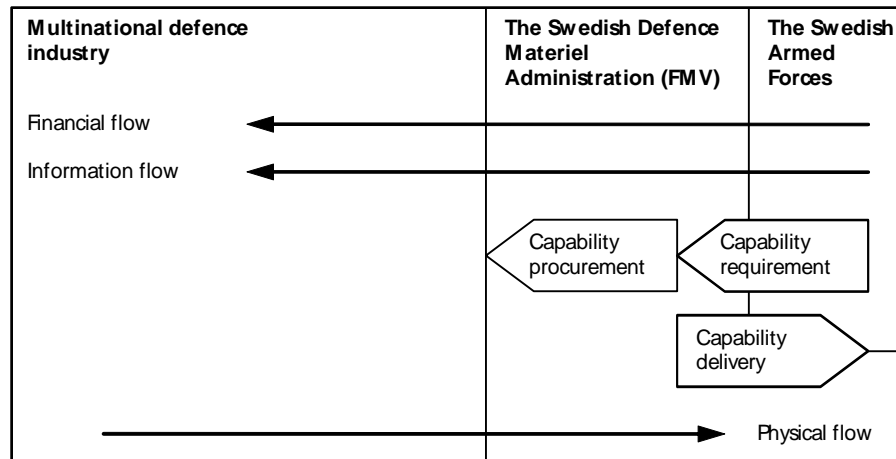 Multinational defence
industry
The Swedish Defence
Materiel
Administration (FMV)
The Swedish
Armed
Forces
Financial flow
Information flow
Capability
procurement
Capability
requirement
Capability
delivery
Physical flow